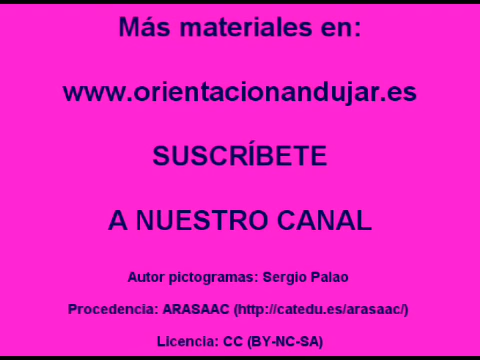 Más materiales en:
www.orientacionandujar.es
SUSCRÍBETE
A NUESTRO CANAL
Autor pictogramas: Sergio Palao
Procedencia: ARASAAC (http://catedu.es/arasaac/)
Licencia: CC (BY-NC-SA)